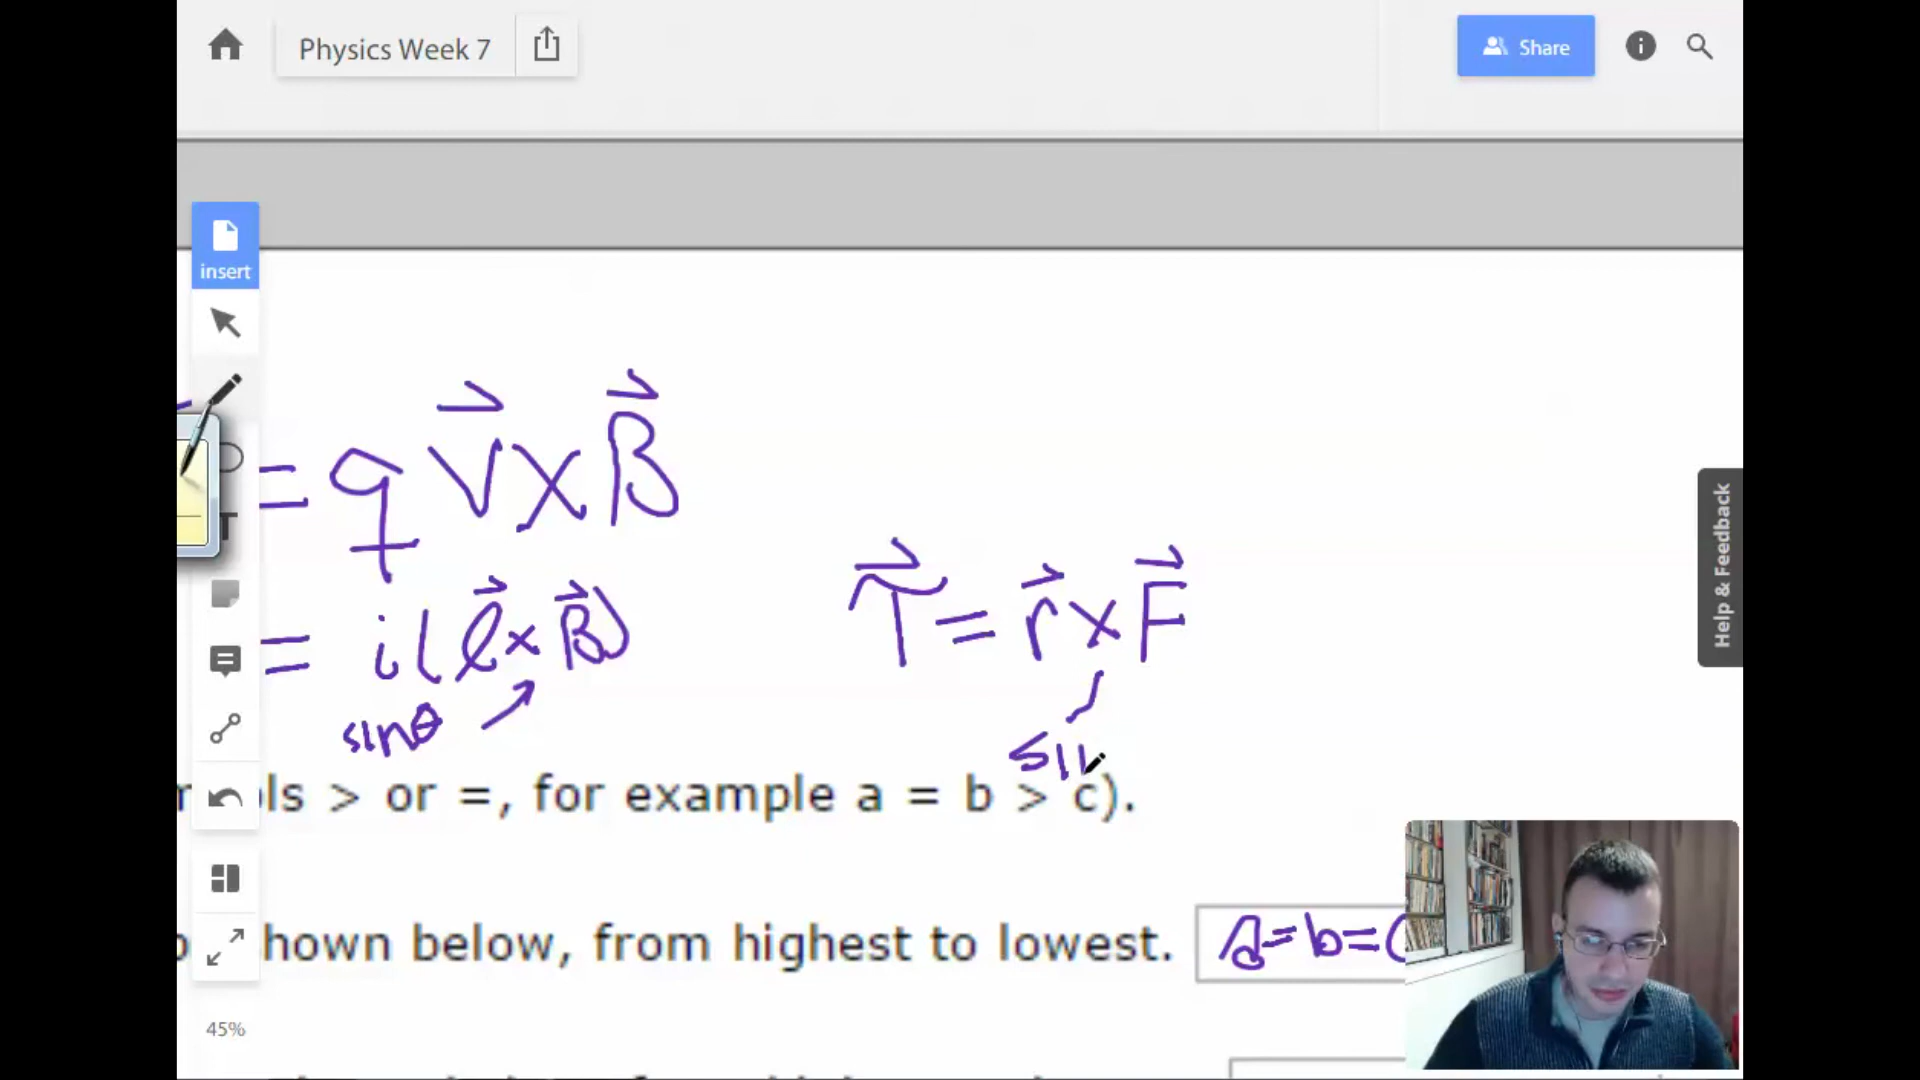 Physics Week 7
Share
insert
= q v⃗ x B⃗
τ⃗ = r⃗ x F⃗
= i(ℓ⃗ x B⃗)
sinθ
sin
ls > or =, for example a = b > c).
hown below, from highest to lowest.
a=b=c
Help & Feedback
45%